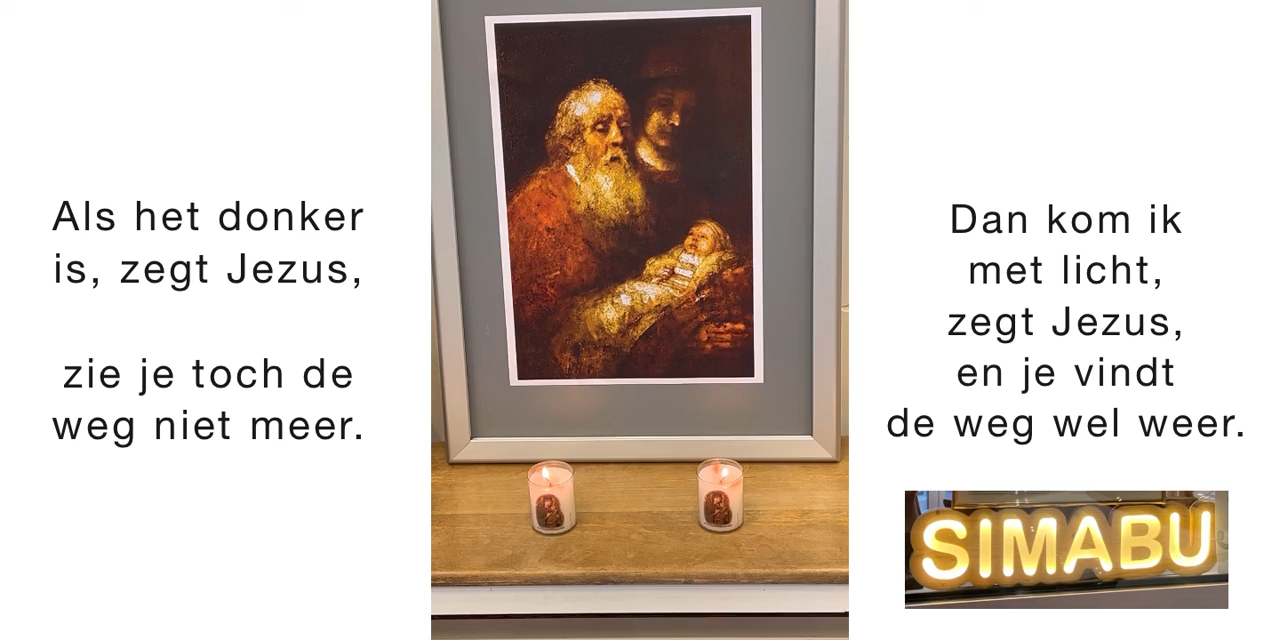 Als het donker
is, zegt Jezus,
zie je toch de
weg niet meer.
Dan kom ik
met licht,
zegt Jezus,
en je vindt
de weg wel weer.
SIMABU